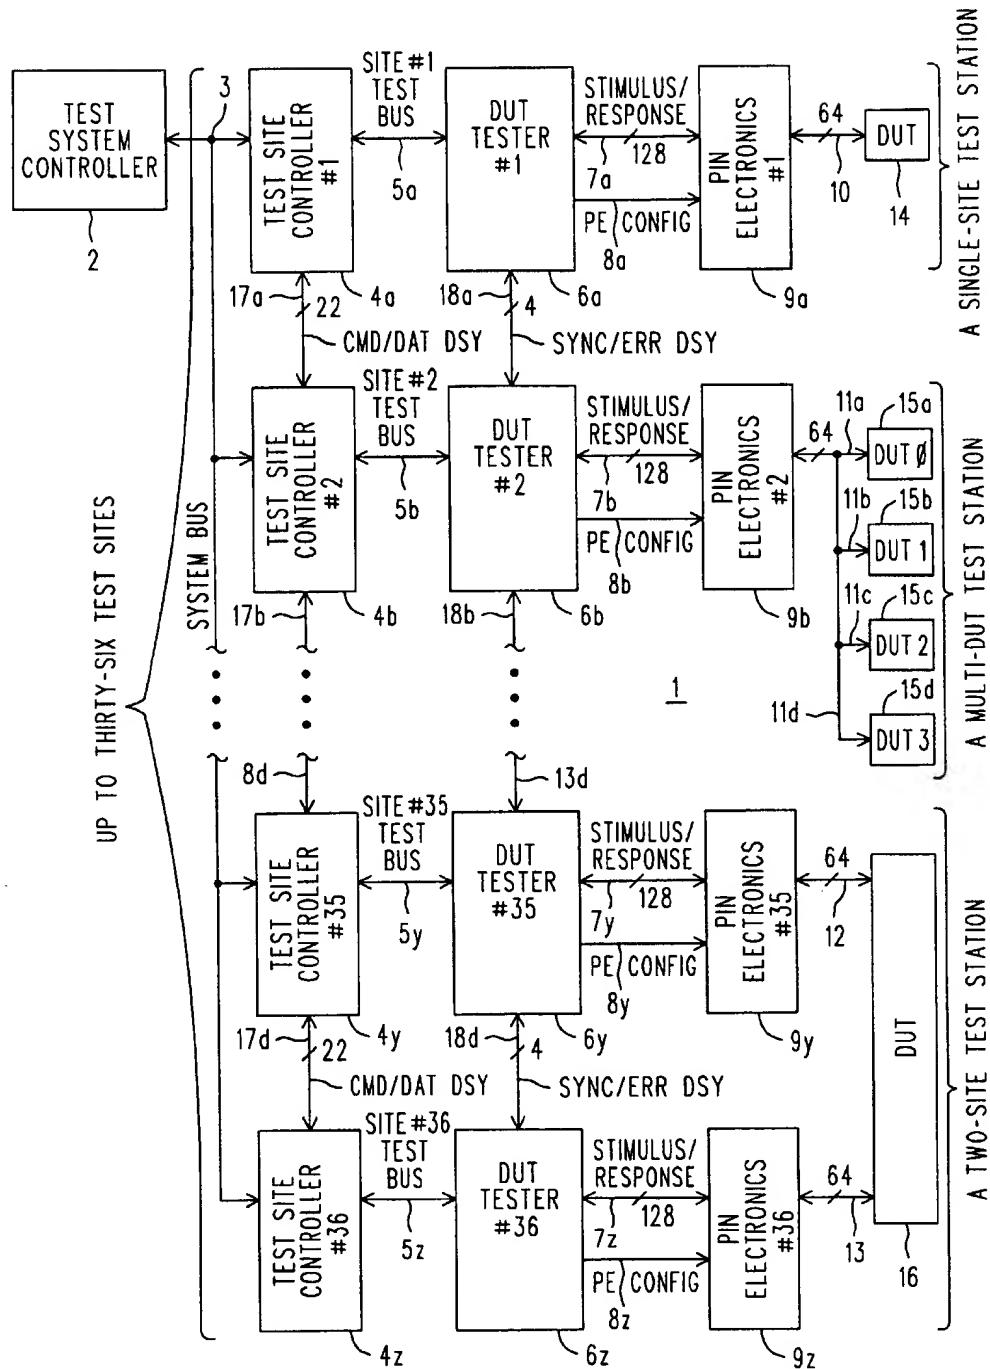 TEST
SYSTEM
CONTROLLER
2
3
TEST SITE
CONTROLLER
#1
SITE #1
TEST
BUS
5a
DUT
TESTER
#1
STIMULUS/
RESPONSE
7a
128
PE CONFIG
8a
PIN
ELECTRONICS
#1
64
10
DUT
14
A SINGLE-SITE TEST STATION
17a
22
4a
18a
4
6a
9a
CMD/DAT DSY
SYNC/ERR DSY
UP TO THIRTY-SIX TEST SITES
SYSTEM BUS
TEST SITE
CONTROLLER
#2
SITE #2
TEST
BUS
5b
DUT
TESTER
#2
STIMULUS/
RESPONSE
7b
128
PE CONFIG
8b
PIN
ELECTRONICS
#2
64
11a
15a
DUT Ø
11b
15b
DUT 1
11c
15c
DUT 2
11d
15d
DUT 3
A MULTI-DUT TEST STATION
17b
4b
18b
6b
9b
1
8d
13d
TEST SITE
CONTROLLER
#35
SITE #35
TEST
BUS
5y
DUT
TESTER
#35
STIMULUS/
RESPONSE
7y
128
PE CONFIG
8y
PIN
ELECTRONICS
#35
64
12
DUT
A TWO-SITE TEST STATION
17d
22
4y
18d
4
6y
9y
CMD/DAT DSY
SYNC/ERR DSY
TEST SITE
CONTROLLER
#36
SITE #36
TEST
BUS
5z
DUT
TESTER
#36
STIMULUS/
RESPONSE
7z
128
PE CONFIG
8z
PIN
ELECTRONICS
#36
64
13
16
4z
6z
9z